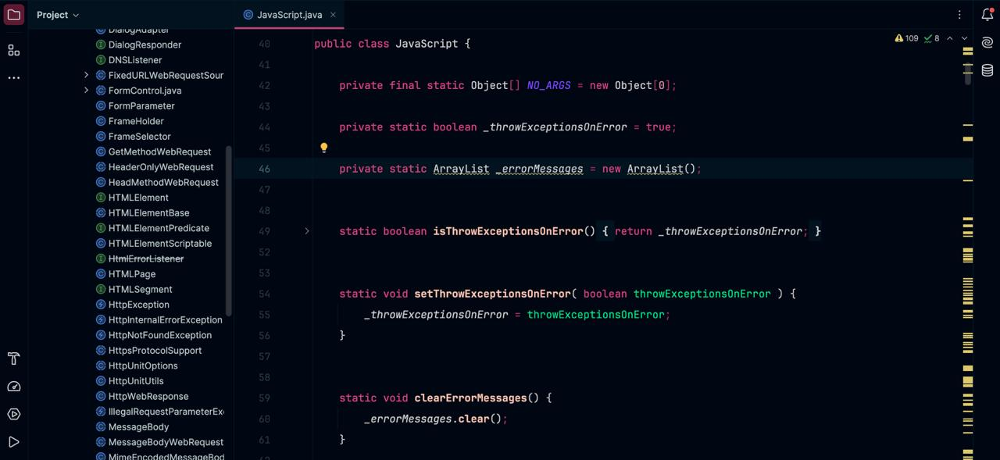 Project
JavaScript.java
DialogAdapter
DialogResponder
DNSListener
FixedURLWebRequestSour
FormControl.java
FormParameter
FrameHolder
FrameSelector
GetMethodWebRequest
HeaderOnlyWebRequest
HeadMethodWebRequest
HTMLElement
HTMLElementBase
HTMLElementPredicate
HTMLElementScriptable
HtmlErrorListener
HTMLPage
HTMLSegment
HttpException
HttpInternalErrorException
HttpNotFoundException
HttpsProtocolSupport
HttpUnitOptions
HttpUnitUtils
HttpWebResponse
IllegalRequestParameterExc
MessageBody
MessageBodyWebRequest
MimeEncodedMessageBod
109 8
40 public class JavaScript {
41
42 private final static Object[] NO_ARGS = new Object[0];
43
44 private static boolean _throwExceptionsOnError = true;
45
46 private static ArrayList _errorMessages = new ArrayList();
47
48
49 static boolean isThrowExceptionsOnError() { return _throwExceptionsOnError; }
52
53
54 static void setThrowExceptionsOnError( boolean throwExceptionsOnError ) {
55 _throwExceptionsOnError = throwExceptionsOnError;
56 }
57
58
59 static void clearErrorMessages() {
60 _errorMessages.clear();
61 }